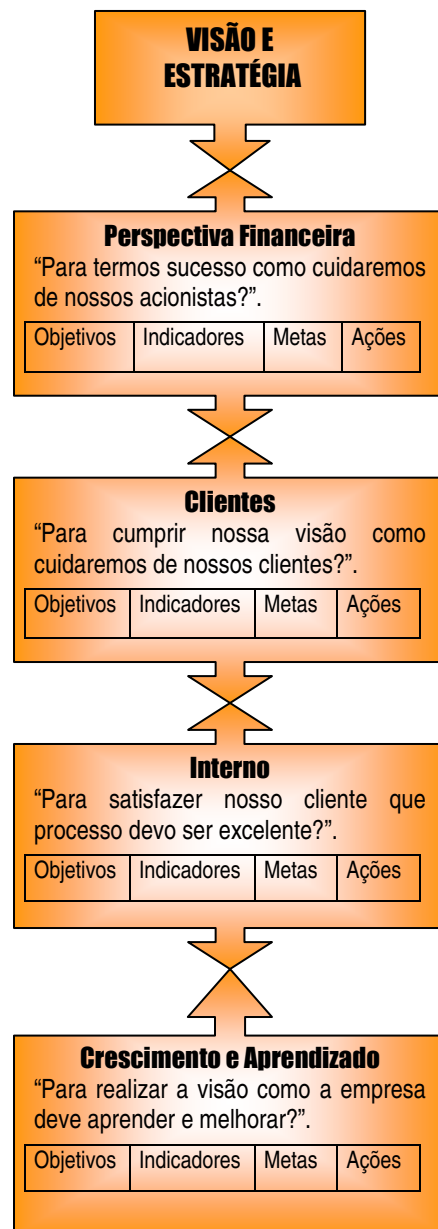 VISÃO E
ESTRATÉGIA
Perspectiva Financeira
“Para termos sucesso como cuidaremos
de nossos acionistas?”.
Objetivos Indicadores Metas Ações
Clientes
“Para cumprir nossa visão como
cuidaremos de nossos clientes?”.
Objetivos Indicadores Metas Ações
Interno
“Para satisfazer nosso cliente que
processo devo ser excelente?”.
Objetivos Indicadores Metas Ações
Crescimento e Aprendizado
“Para realizar a visão como a empresa
deve aprender e melhorar?”.
Objetivos Indicadores Metas Ações